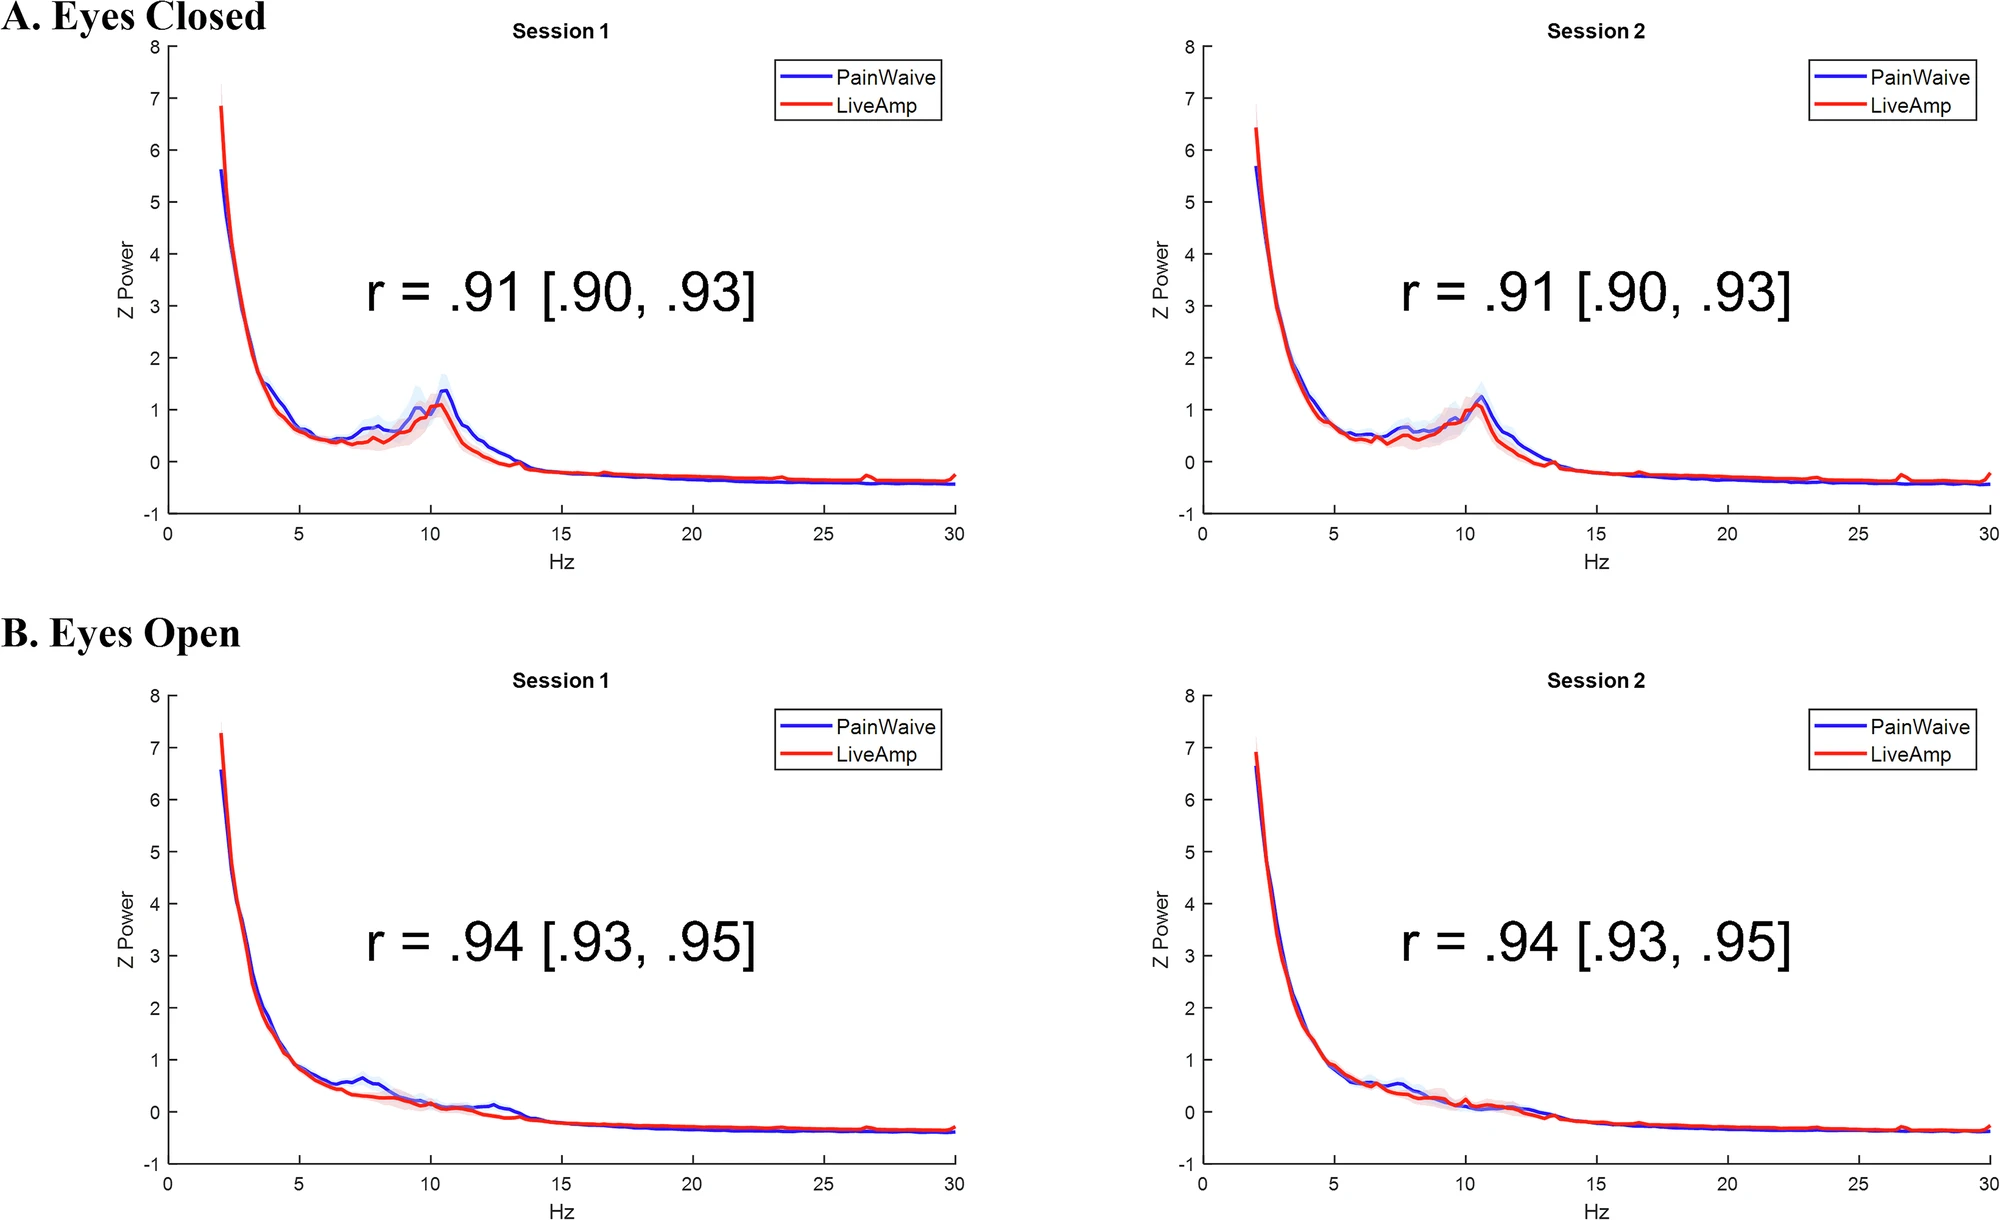 A. Eyes Closed
Session 1
8
7
6
5
4
3
2
1
0
-1
Z Power
PainWaive
LiveAmp
r = .91 [.90, .93]
0 5 10 15 20 25 30
Hz
Session 2
8
7
6
5
4
3
2
1
0
-1
Z Power
PainWaive
LiveAmp
r = .91 [.90, .93]
0 5 10 15 20 25 30
Hz
B. Eyes Open
Session 1
8
7
6
5
4
3
2
1
0
-1
Z Power
PainWaive
LiveAmp
r = .94 [.93, .95]
0 5 10 15 20 25 30
Hz
Session 2
8
7
6
5
4
3
2
1
0
-1
Z Power
PainWaive
LiveAmp
r = .94 [.93, .95]
0 5 10 15 20 25 30
Hz